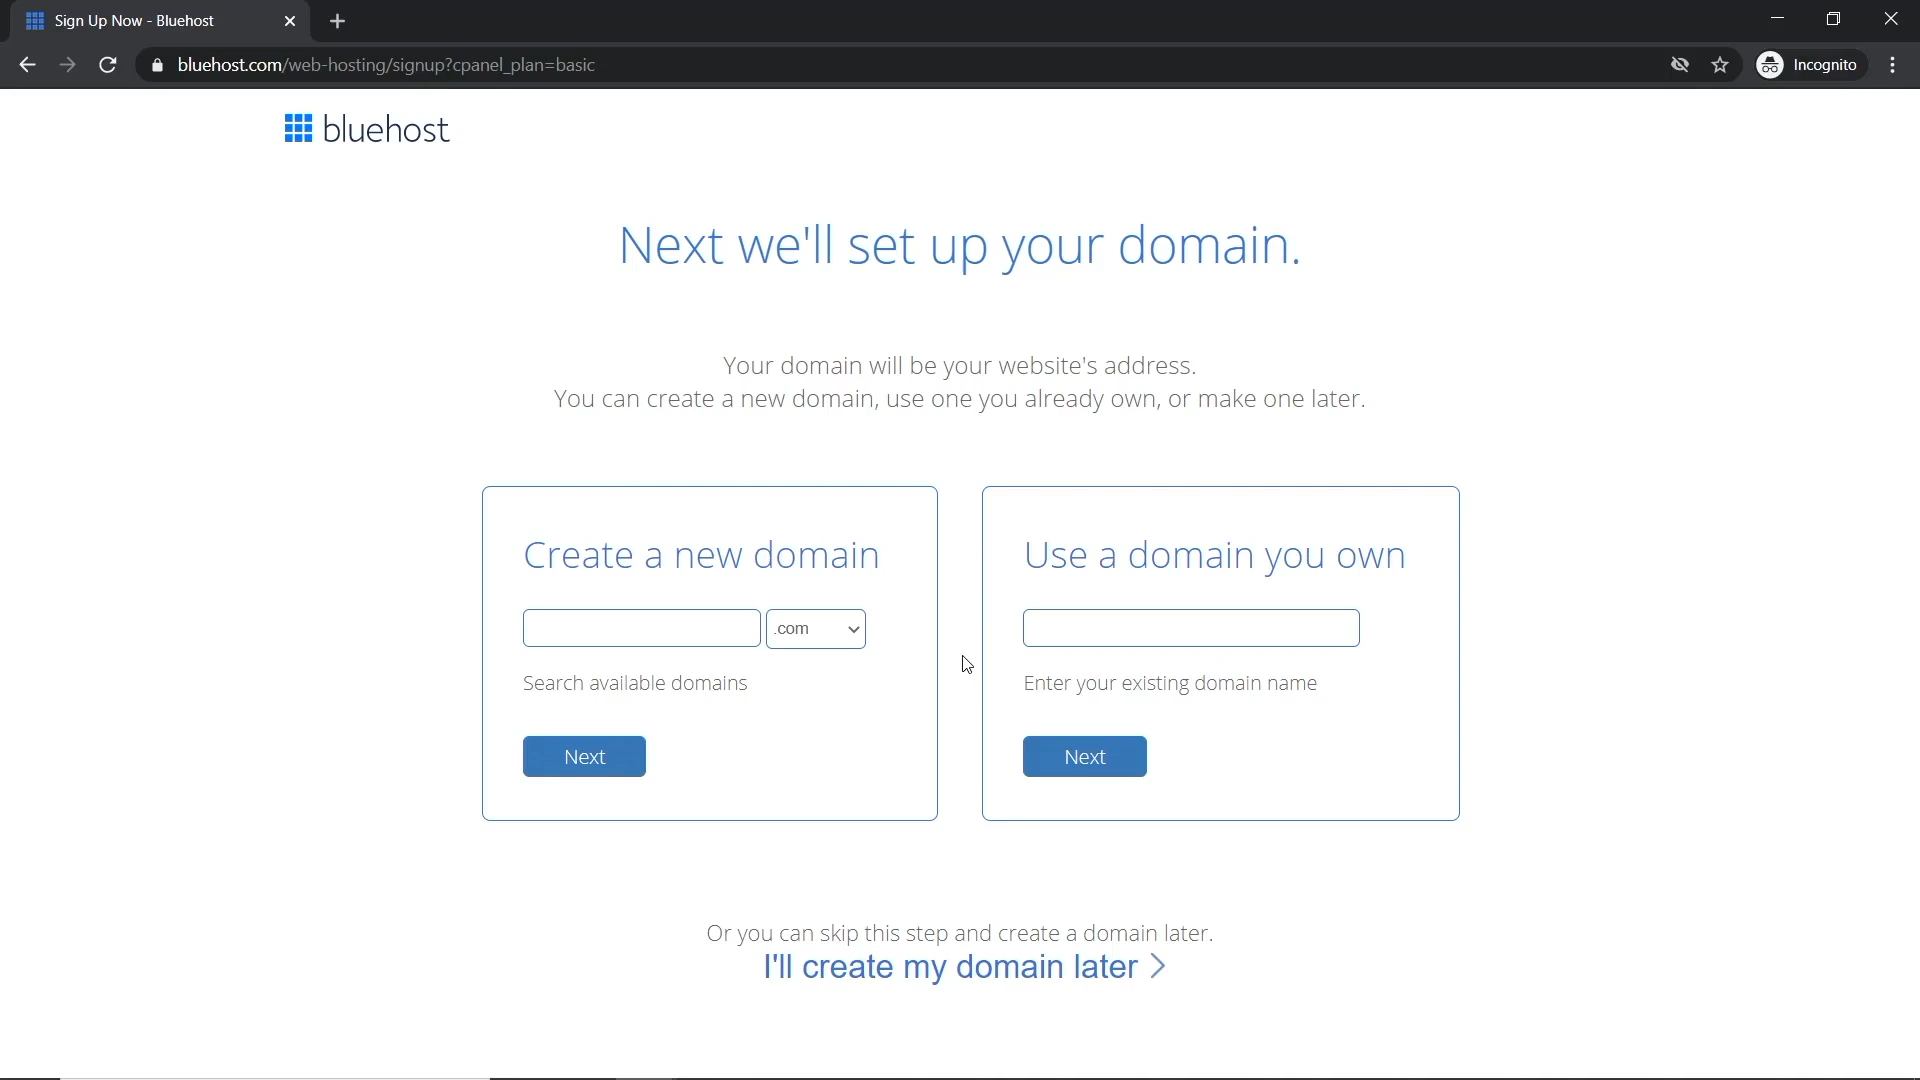 Sign Up Now - Bluehost
bluehost.com/web-hosting/signup?cpanel_plan=basic
Incognito
bluehost
Next we'll set up your domain.
Your domain will be your website's address.
You can create a new domain, use one you already own, or make one later.
Create a new domain
.com
Search available domains
Next
Use a domain you own
Enter your existing domain name
Next
Or you can skip this step and create a domain later.
I'll create my domain later